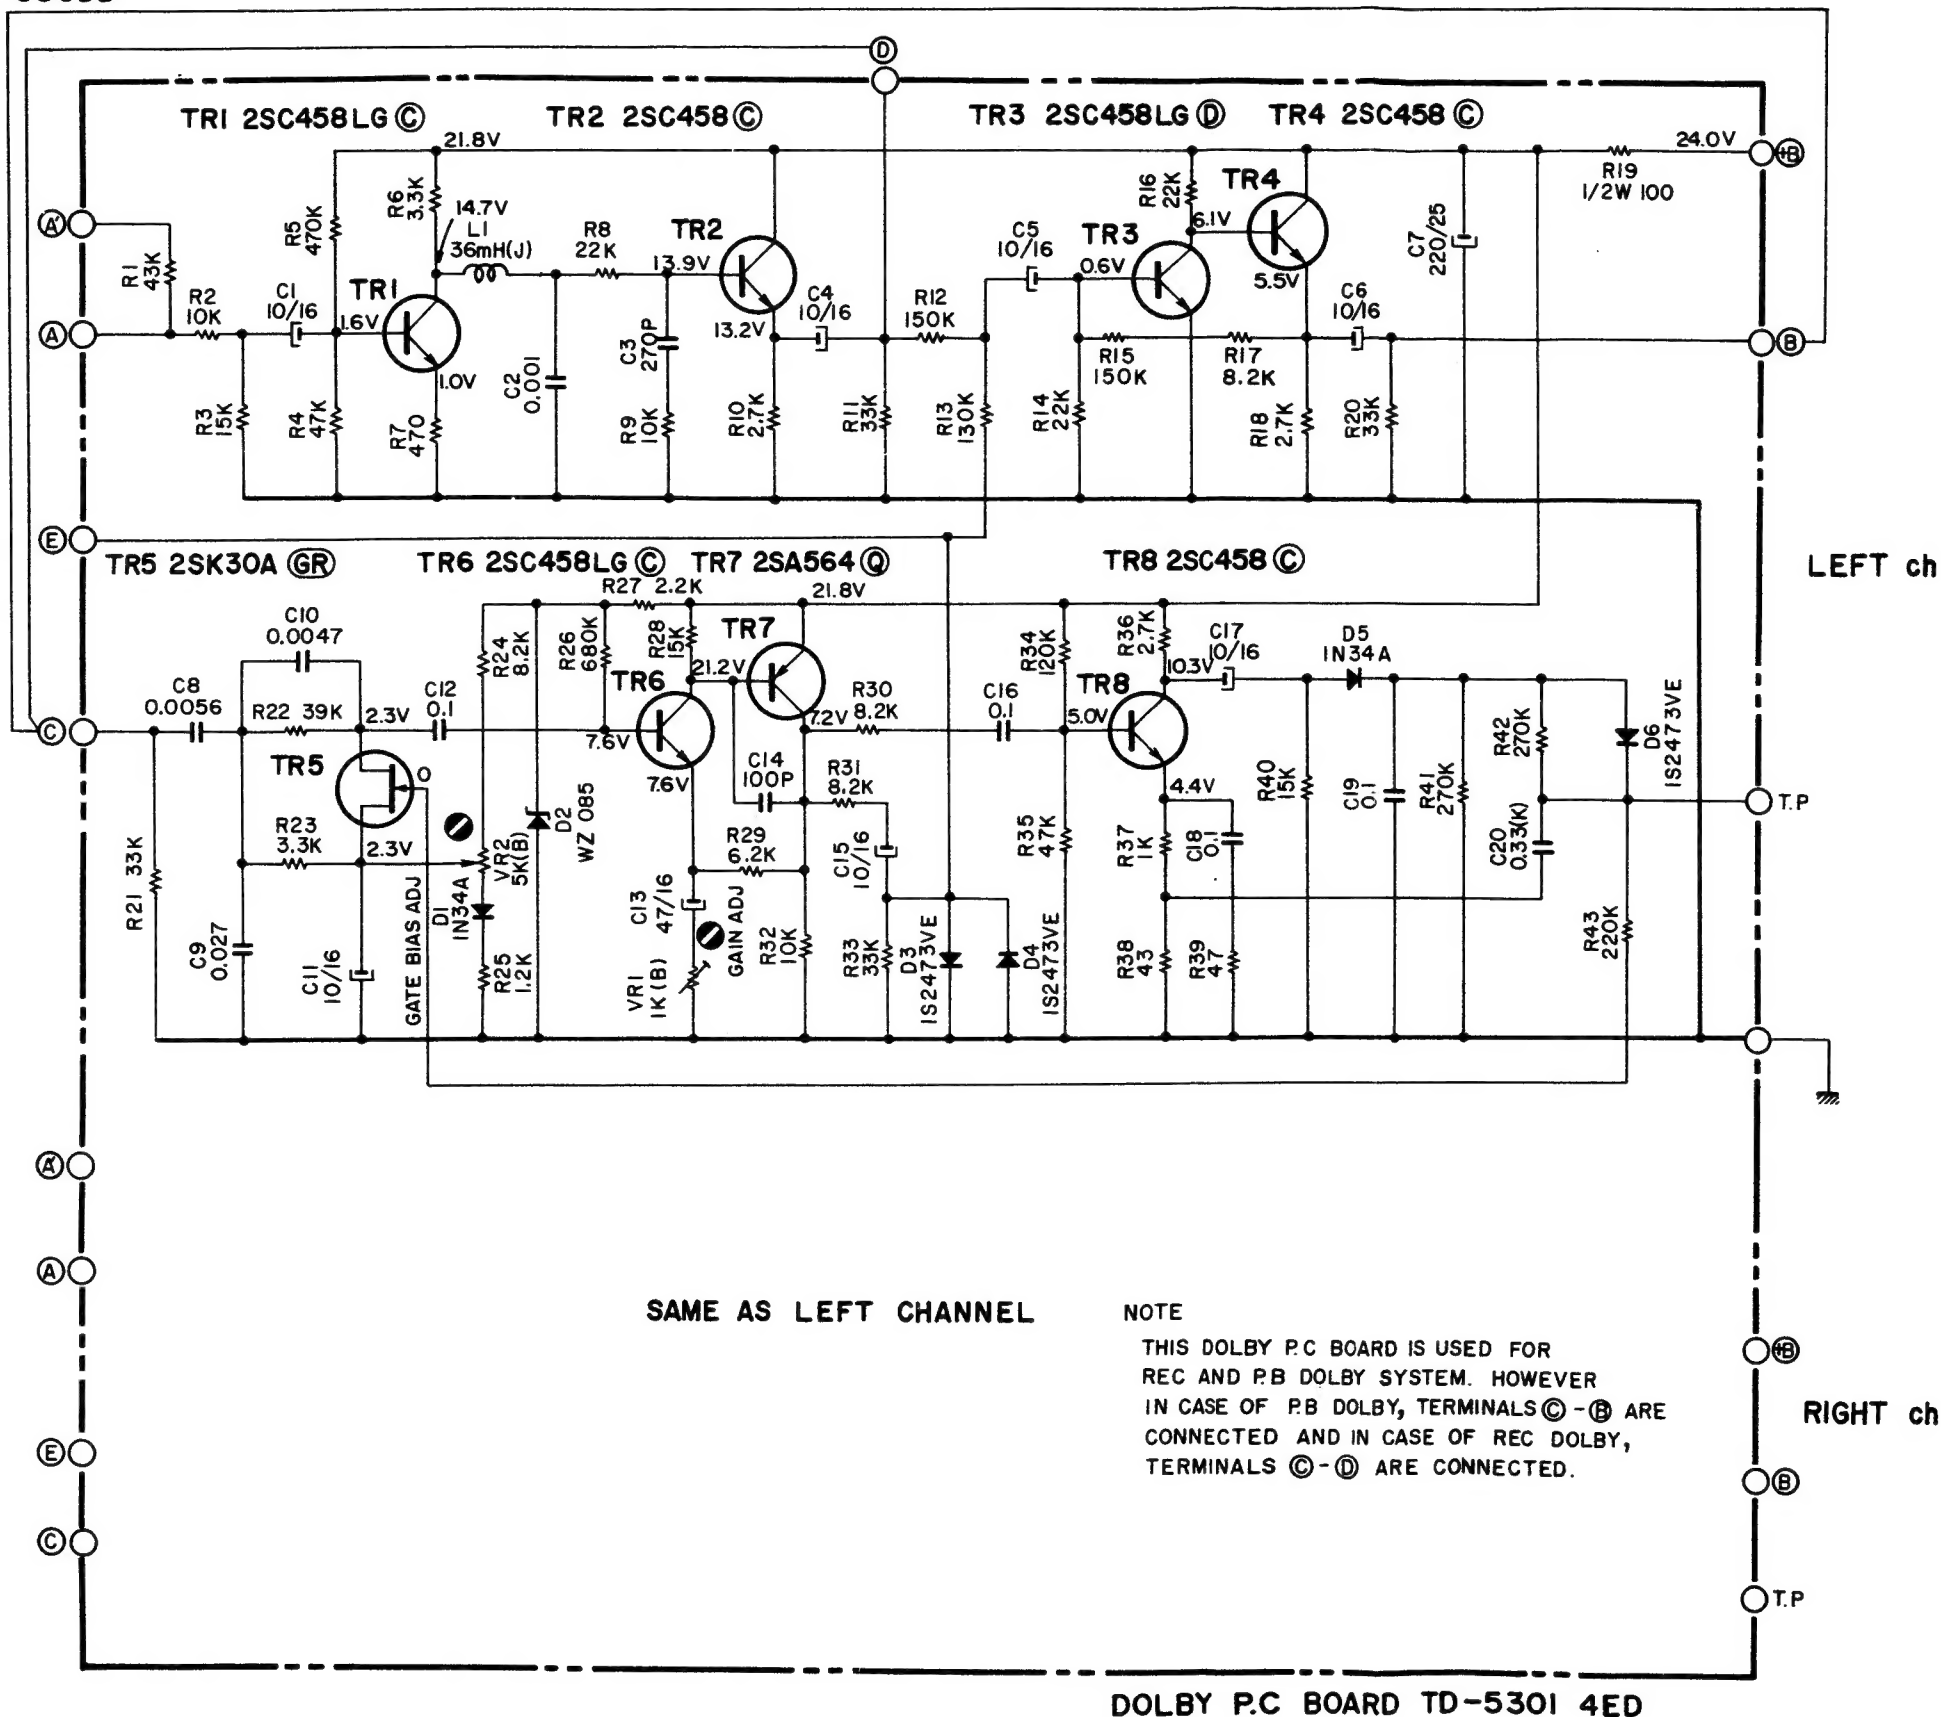 D
TR1 2SC458LG C
TR2 2SC458 C
TR3 2SC458LG D
TR4 2SC458 C
21.8V
24.0V
+B
R19
1/2W 100
A'
R1
43K
R5
470K
R6
3.3K
14.7V
L1
36mH(J)
R8
22K
TR2
13.9V
13.2V
C4
10/16
R12
150K
C5
10/16
R16
22K
TR4
6.1V
TR3
0.6V
5.5V
C6
10/16
C7
220/25
A
R2
10K
C1
10/16
TR1
1.6V
1.0V
C3
270P
C2
0.001
R15
150K
R17
8.2K
B
R3
15K
R4
47K
R7
470
R9
10K
R10
2.7K
R11
33K
R13
130K
R14
22K
R18
2.7K
R20
33K
E
TR5 2SK30A GR
TR6 2SC458LG C
TR7 2SA564 Q
TR8 2SC458 C
LEFT ch
R27 2.2K
21.8V
C10
0.0047
R24
8.2K
R26
680K
R28
15K
TR7
21.2V
TR6
R34
120K
R36
2.7K
C17
10/16
10.3V
D5
1N34A
C8
0.0056
R22 39K
2.3V
C12
0.1
7.6V
7.2V
R30
8.2K
C16
0.1
TR8
5.0V
R42
270K
D6
1S2473VE
C
TR5
O
7.6V
C14
100P
R31
8.2K
4.4V
R40
15K
C19
0.1
R41
270K
T.P
R23
3.3K
2.3V
VR2
5K(B)
D2
WZ 085
R29
6.2K
C15
10/16
R35
47K
R37
1K
C18
0.1
C20
0.33(K)
R21 33K
C9
0.027
C11
10/16
GATE BIAS ADJ
D1
1N34A
R25
1.2K
C13
47/16
VR1
1K(B)
GAIN ADJ
R32
10K
R33
33K
D3
1S2473VE
D4
1S2473VE
R38
43
R39
47
R43
220K
A'
A
SAME AS LEFT CHANNEL
NOTE
THIS DOLBY P.C BOARD IS USED FOR
REC AND P.B DOLBY SYSTEM. HOWEVER
IN CASE OF P.B DOLBY, TERMINALS C - B ARE
CONNECTED AND IN CASE OF REC DOLBY,
TERMINALS C - D ARE CONNECTED.
+B
RIGHT ch
E
B
C
T.P
DOLBY P.C BOARD TD-5301 4ED